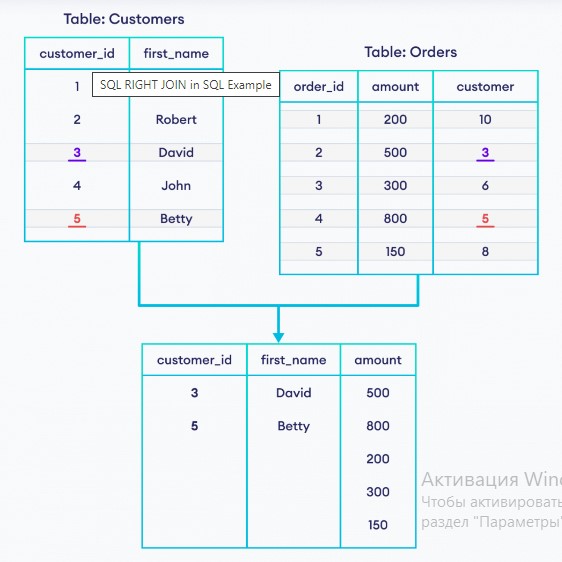 Table: Customers
customer_id first_name
1
SQL RIGHT JOIN in SQL Example
2 Robert
3 David
4 John
5 Betty
Table: Orders
order_id amount customer
1 200 10
2 500 3
3 300 6
4 800 5
5 150 8
customer_id first_name amount
3 David 500
5 Betty 800
200
300
150
Активация Win
Чтобы активировать
раздел "Параметры"